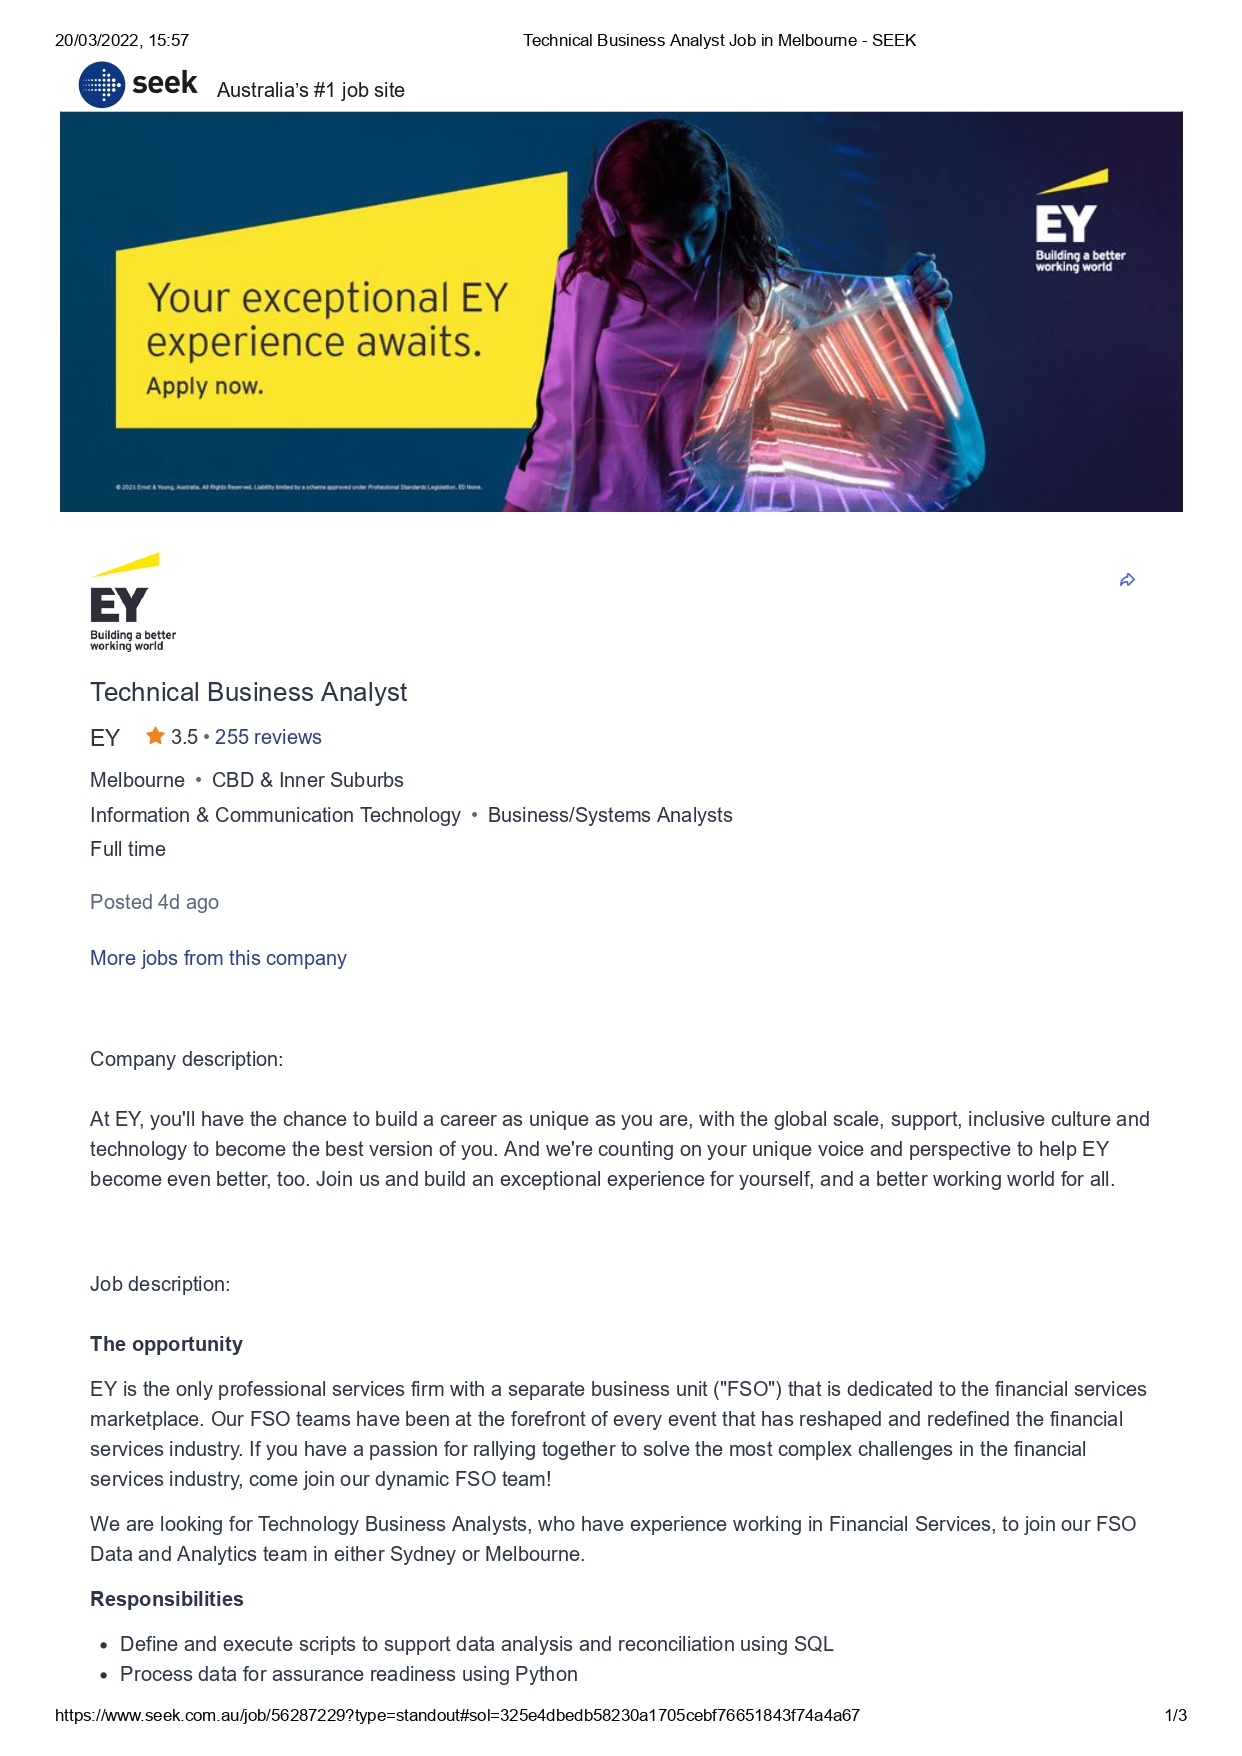 20/03/2022, 15:57
Technical Business Analyst Job in Melbourne - SEEK
seek
Australia’s #1 job site
Your exceptional EY
experience awaits.
Apply now.
EY
Building a better
working world
© 2021 Ernst & Young, Australia. All Rights Reserved. Liability limited by a scheme approved under Professional Standards Legislation. ED None.
EY
Building a better
working world
Technical Business Analyst
EY 3.5 • 255 reviews
Melbourne • CBD & Inner Suburbs
Information & Communication Technology • Business/Systems Analysts
Full time
Posted 4d ago
More jobs from this company
Company description:
At EY, you'll have the chance to build a career as unique as you are, with the global scale, support, inclusive culture and
technology to become the best version of you. And we're counting on your unique voice and perspective to help EY
become even better, too. Join us and build an exceptional experience for yourself, and a better working world for all.
Job description:
The opportunity
EY is the only professional services firm with a separate business unit ("FSO") that is dedicated to the financial services
marketplace. Our FSO teams have been at the forefront of every event that has reshaped and redefined the financial
services industry. If you have a passion for rallying together to solve the most complex challenges in the financial
services industry, come join our dynamic FSO team!
We are looking for Technology Business Analysts, who have experience working in Financial Services, to join our FSO
Data and Analytics team in either Sydney or Melbourne.
Responsibilities
• Define and execute scripts to support data analysis and reconciliation using SQL
• Process data for assurance readiness using Python
https://www.seek.com.au/job/56287229?type=standout#sol=325e4dbedb58230a1705cebf76651843f74a4a67
1/3